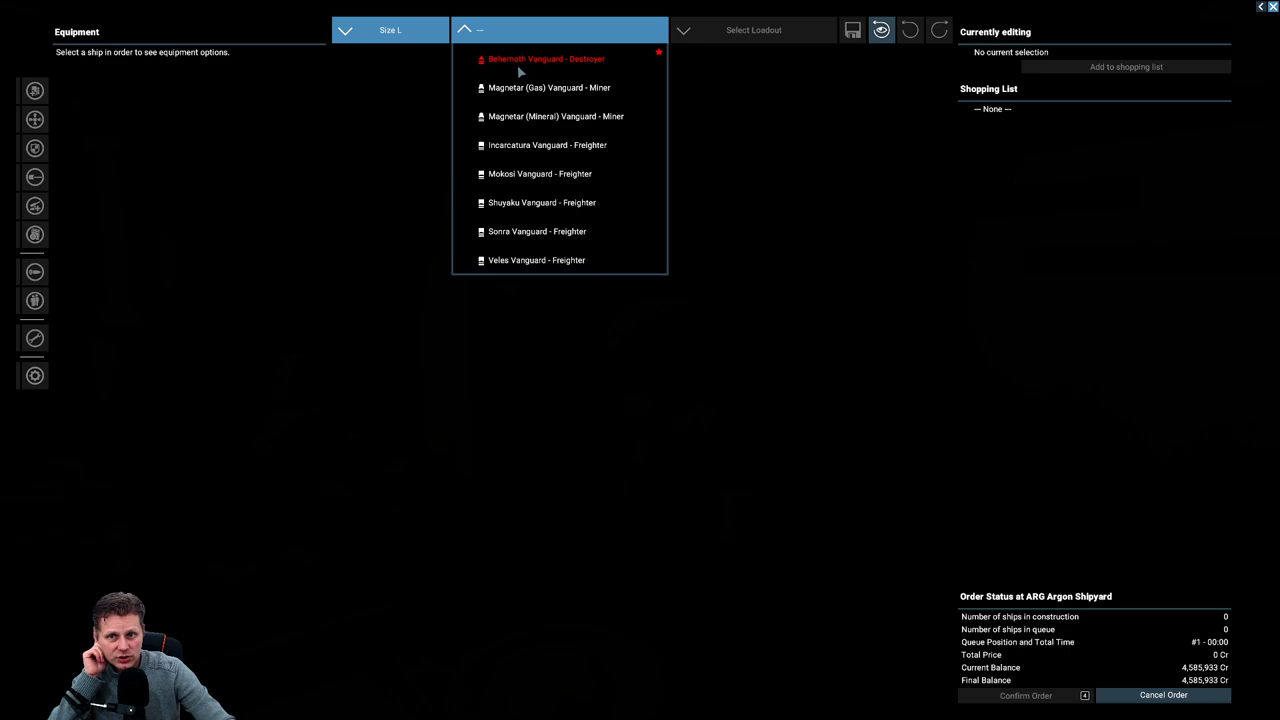 Equipment
Select a ship in order to see equipment options.
Size L
—
Select Loadout
Behemoth Vanguard - Destroyer
Magnetar (Gas) Vanguard - Miner
Magnetar (Mineral) Vanguard - Miner
Incarcatura Vanguard - Freighter
Mokosi Vanguard - Freighter
Shuyaku Vanguard - Freighter
Sonra Vanguard - Freighter
Veles Vanguard - Freighter
Currently editing
No current selection
Add to shopping list
Shopping List
— None —
Order Status at ARG Argon Shipyard
Number of ships in construction 0
Number of ships in queue 0
Queue Position and Total Time #1 - 00:00
Total Price 0 Cr
Current Balance 4,585,933 Cr
Final Balance 4,585,933 Cr
Confirm Order 4
Cancel Order